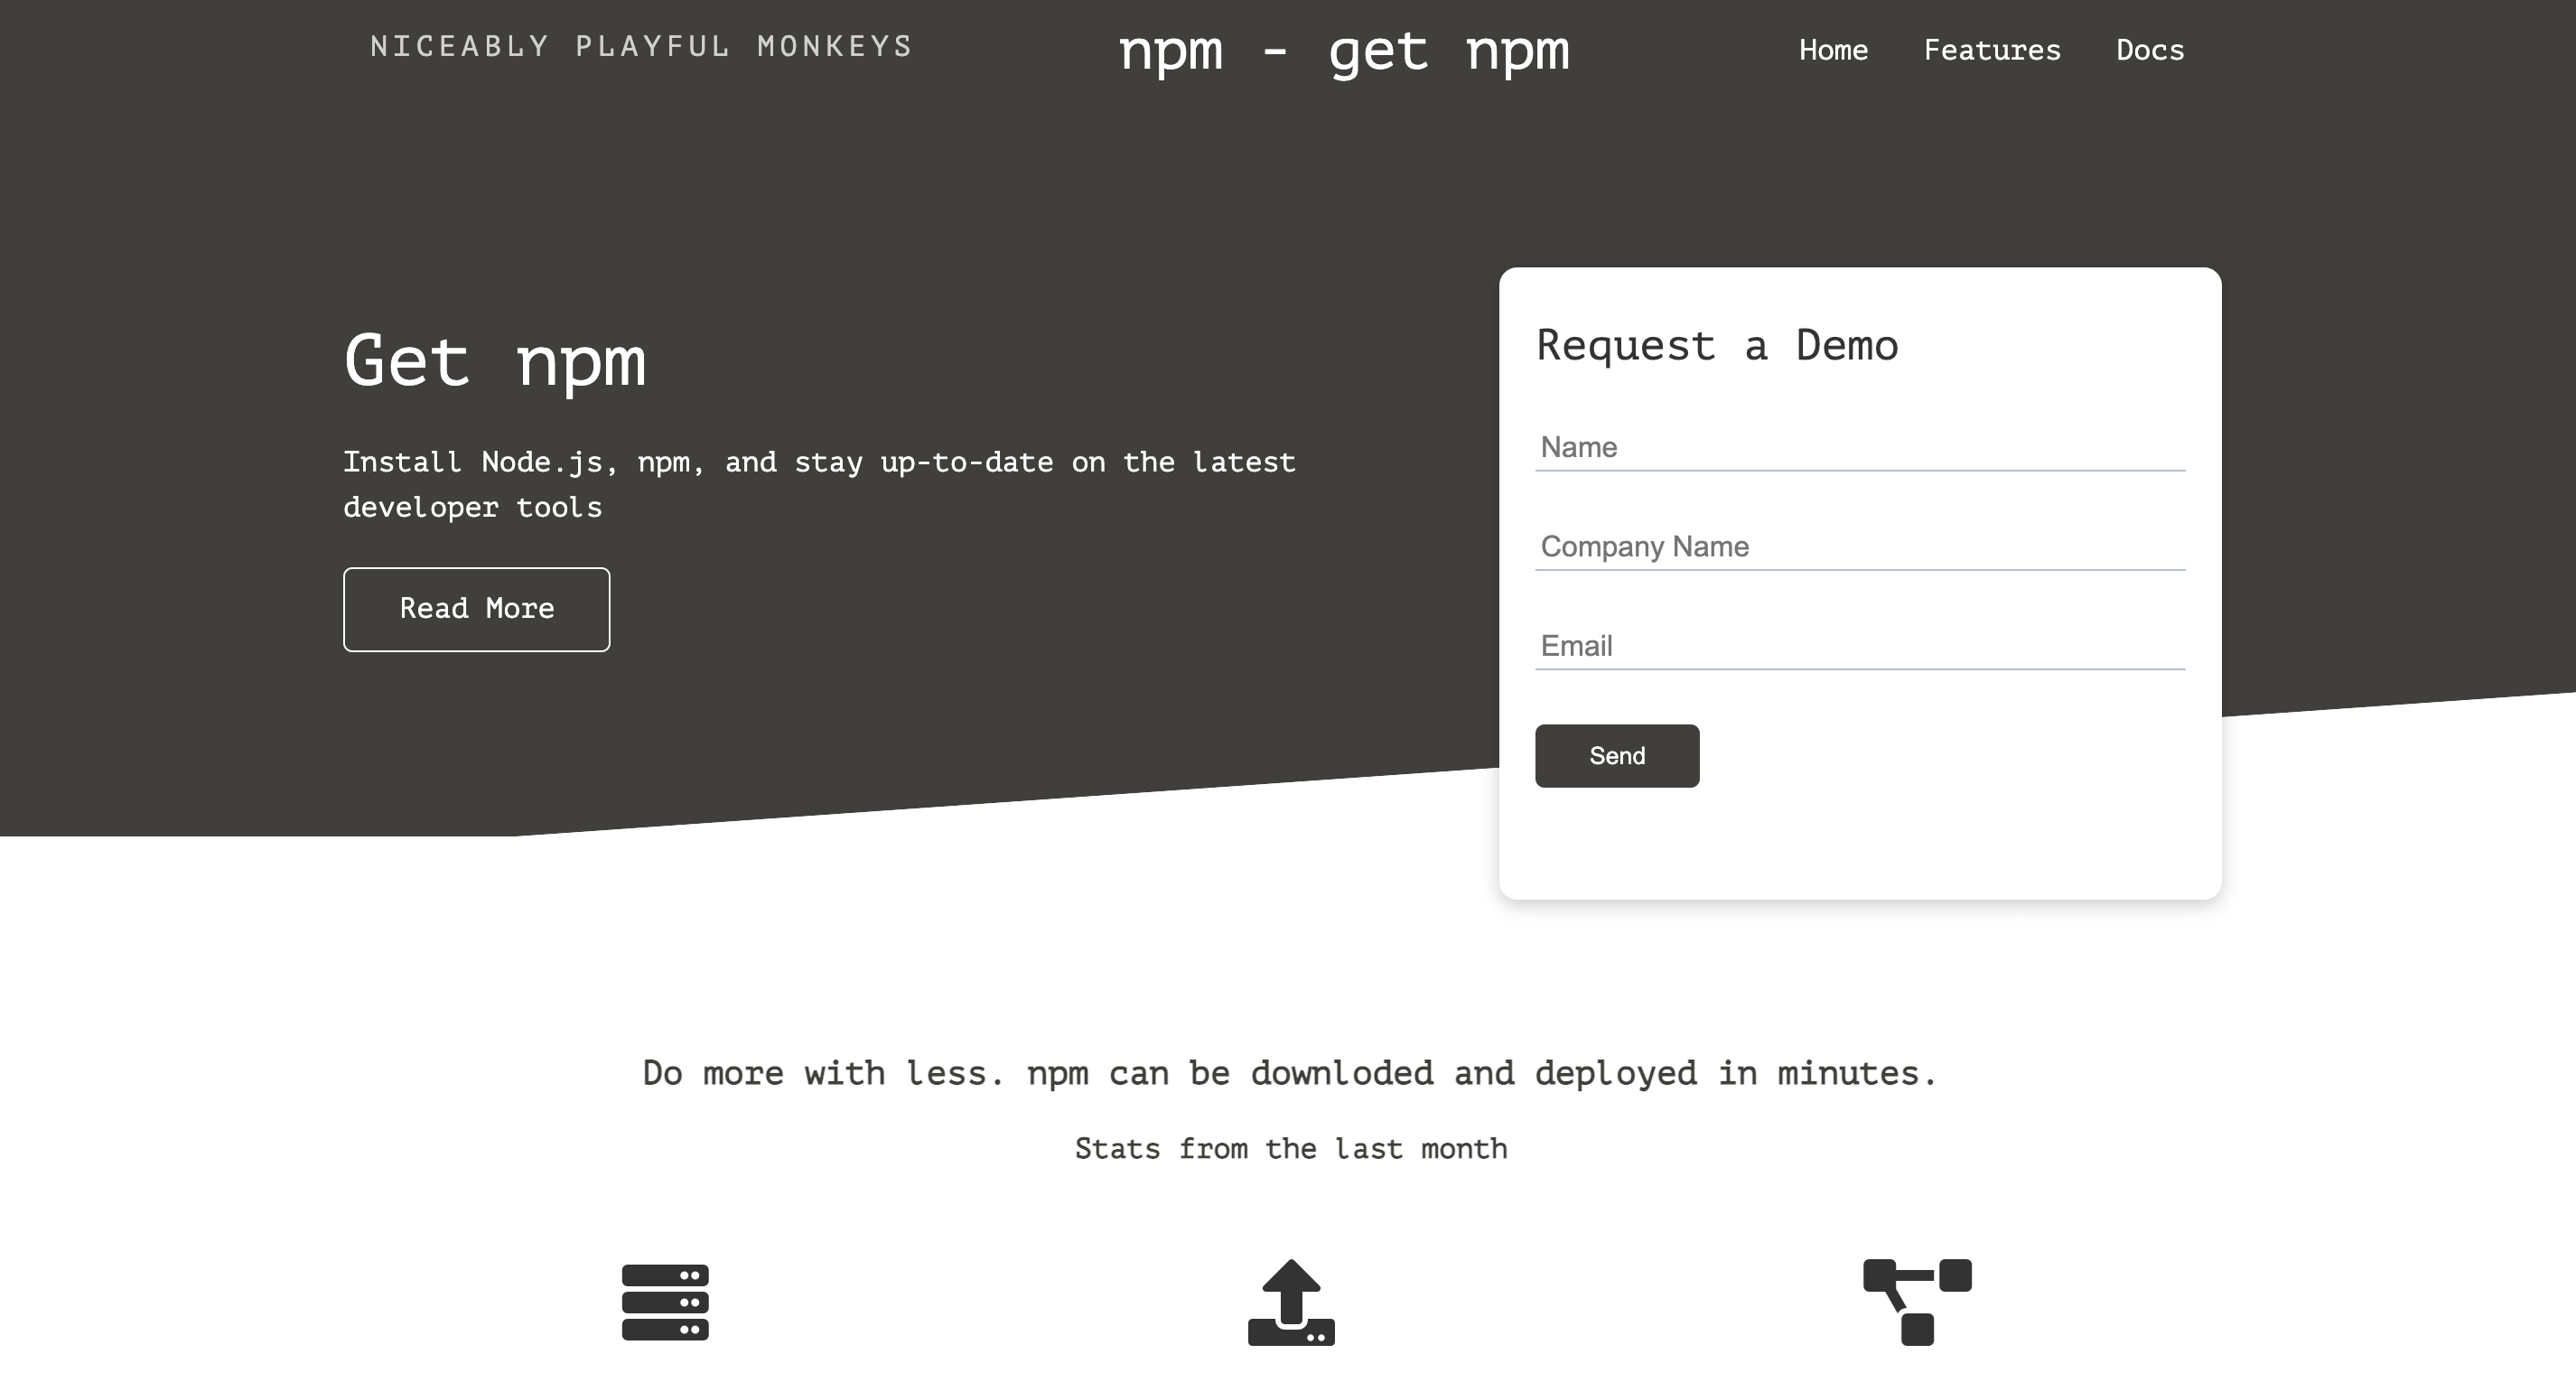 NICEABLY PLAYFUL MONKEYS
npm - get npm
Home
Features
Docs
Get npm
Install Node.js, npm, and stay up-to-date on the latest
developer tools
Read More
Request a Demo
Name
Company Name
Email
Send
Do more with less. npm can be downloded and deployed in minutes.
Stats from the last month